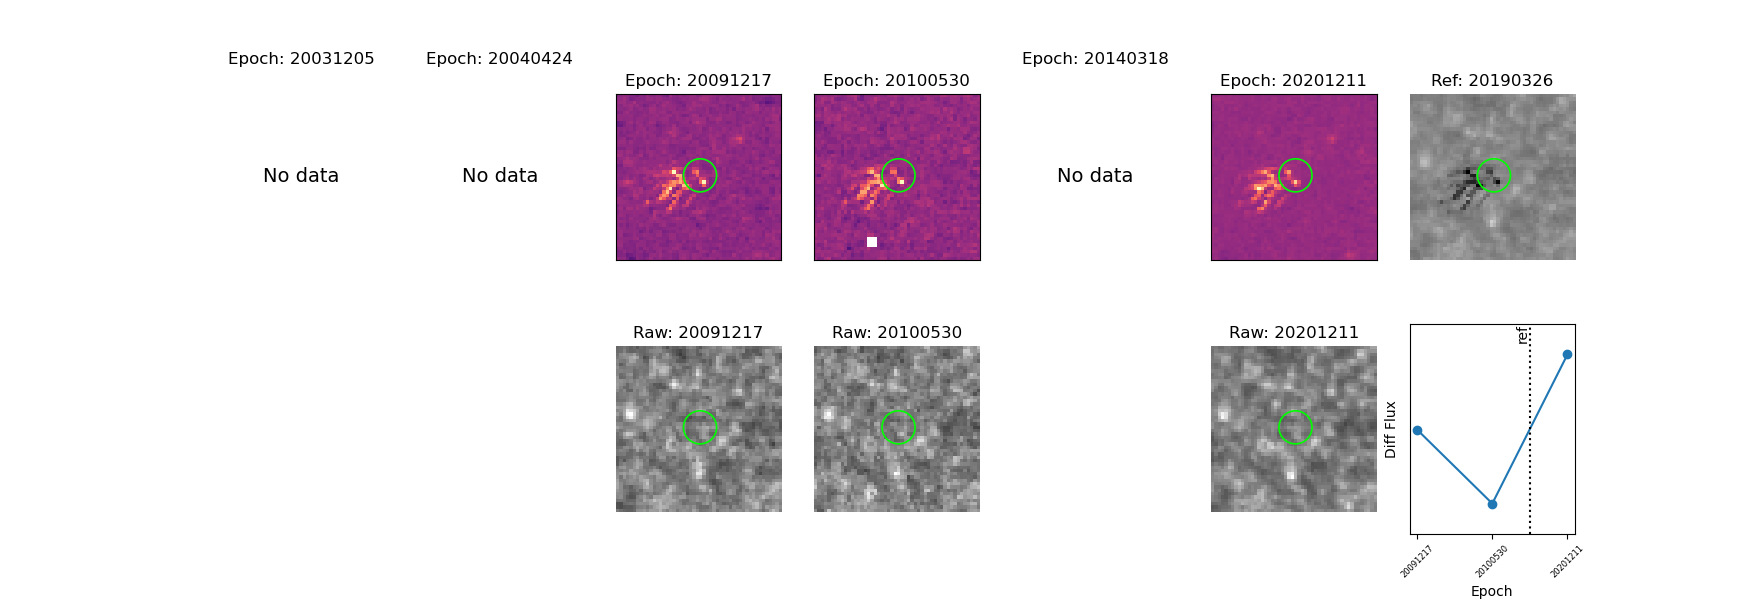 Epoch: 20031205
Epoch: 20040424
Epoch: 20140318
Epoch: 20091217
Epoch: 20100530
Epoch: 20201211
Ref: 20190326
No data
No data
No data
Raw: 20091217
Raw: 20100530
Raw: 20201211
ref
Diff Flux
20091217
20100530
20201211
Epoch